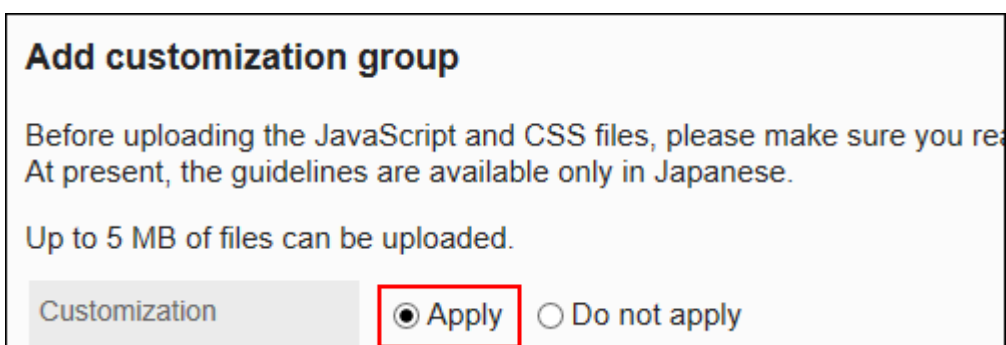 Add customization group
Before uploading the JavaScript and CSS files, please make sure you
At present, the guidelines are available only in Japanese.
Up to 5 MB of files can be uploaded.
Customization Apply Do not apply